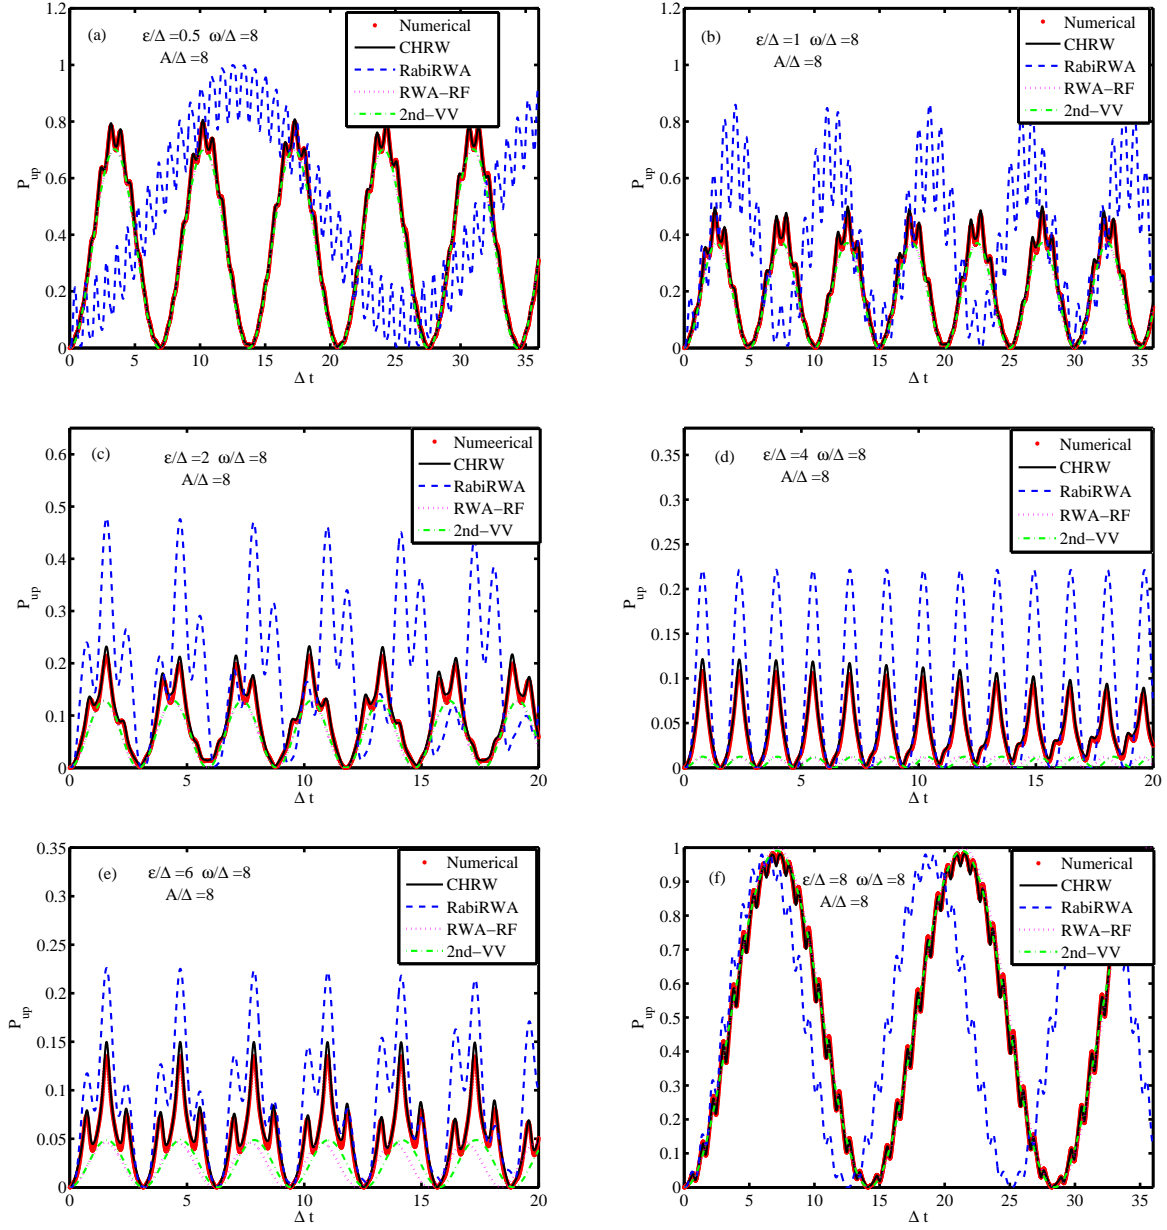 (a)
ε/Δ =0.5 ω/Δ =8
A/Δ =8
Numerical
CHRW
RabiRWA
RWA−RF
2nd−VV
P_up
0 0.2 0.4 0.6 0.8 1 1.2
0 5 10 15 20 25 30 35
Δ t
(b)
ε/Δ =1 ω/Δ =8
A/Δ =8
Numerical
CHRW
RabiRWA
RWA−RF
2nd−VV
P_up
0 0.2 0.4 0.6 0.8 1 1.2
0 5 10 15 20 25 30 35
Δ t
(c)
ε/Δ =2 ω/Δ =8
A/Δ =8
Numeerical
CHRW
RabiRWA
RWA−RF
2nd−VV
P_up
0 0.1 0.2 0.3 0.4 0.5 0.6
0 5 10 15 20
Δ t
(d)
ε/Δ =4 ω/Δ =8
A/Δ =8
Numerical
CHRW
RabiRWA
RWA−RF
2nd−VV
P_up
0 0.05 0.1 0.15 0.2 0.25 0.3 0.35
0 5 10 15 20
Δ t
(e)
ε/Δ =6 ω/Δ =8
A/Δ =8
Numerical
CHRW
RabiRWA
RWA−RF
2nd−VV
P_up
0 0.05 0.1 0.15 0.2 0.25 0.3 0.35
0 5 10 15 20
Δ t
(f)
ε/Δ =8 ω/Δ =8
A/Δ =8
Numerical
CHRW
RabiRWA
RWA−RF
2nd−VV
P_up
0 0.1 0.2 0.3 0.4 0.5 0.6 0.7 0.8 0.9 1
0 5 10 15 20 25 30 35
Δ t